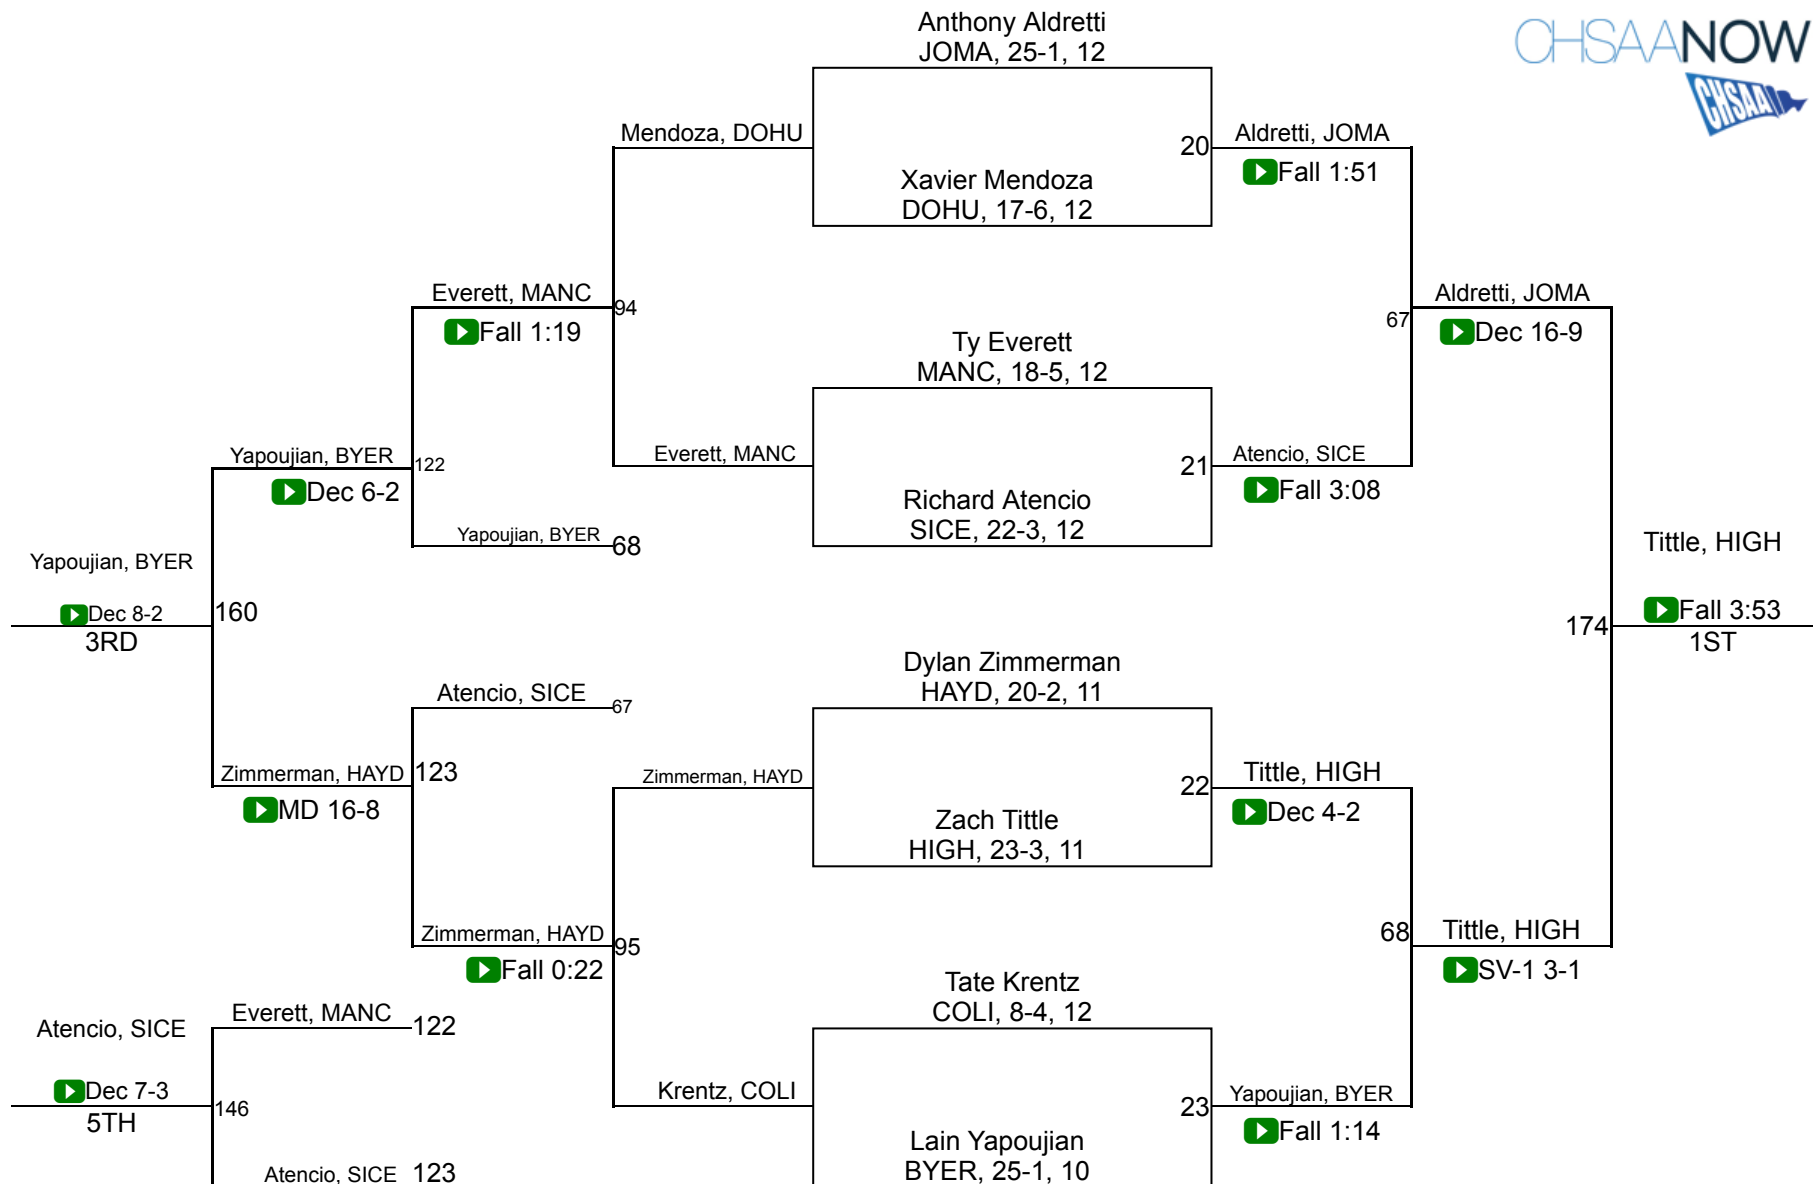 Anthony Aldretti
JOMA, 25-1, 12
CHSAANOW
CHSAA
Mendoza, DOHU
20
Aldretti, JOMA
Fall 1:51
Xavier Mendoza
DOHU, 17-6, 12
Everett, MANC
94
Fall 1:19
67
Aldretti, JOMA
Dec 16-9
Ty Everett
MANC, 18-5, 12
Yapoujian, BYER
122
Dec 6-2
Everett, MANC
21
Atencio, SICE
Fall 3:08
Richard Atencio
SICE, 22-3, 12
Yapoujian, BYER
68
Yapoujian, BYER
Dec 8-2
3RD
160
Tittle, HIGH
174
Fall 3:53
1ST
Dylan Zimmerman
HAYD, 20-2, 11
Atencio, SICE
67
Zimmerman, HAYD
123
MD 16-8
Zimmerman, HAYD
22
Tittle, HIGH
Dec 4-2
Zach Tittle
HIGH, 23-3, 11
Zimmerman, HAYD
95
Fall 0:22
68
Tittle, HIGH
SV-1 3-1
Tate Krentz
COLI, 8-4, 12
Everett, MANC
122
Atencio, SICE
Dec 7-3
5TH
146
Krentz, COLI
23
Yapoujian, BYER
Fall 1:14
Lain Yapoujian
BYER, 25-1, 10
Atencio, SICE
123